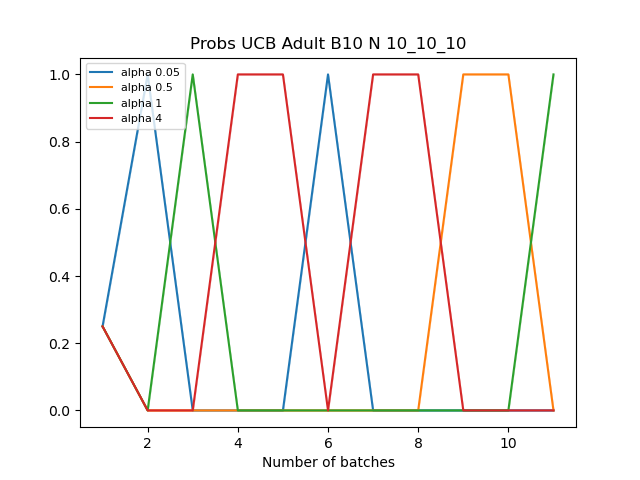 Probs UCB Adult B10 N 10_10_10
alpha 0.05
alpha 0.5
alpha 1
alpha 4
1.0
0.8
0.6
0.4
0.2
0.0
2 4 6 8 10
Number of batches